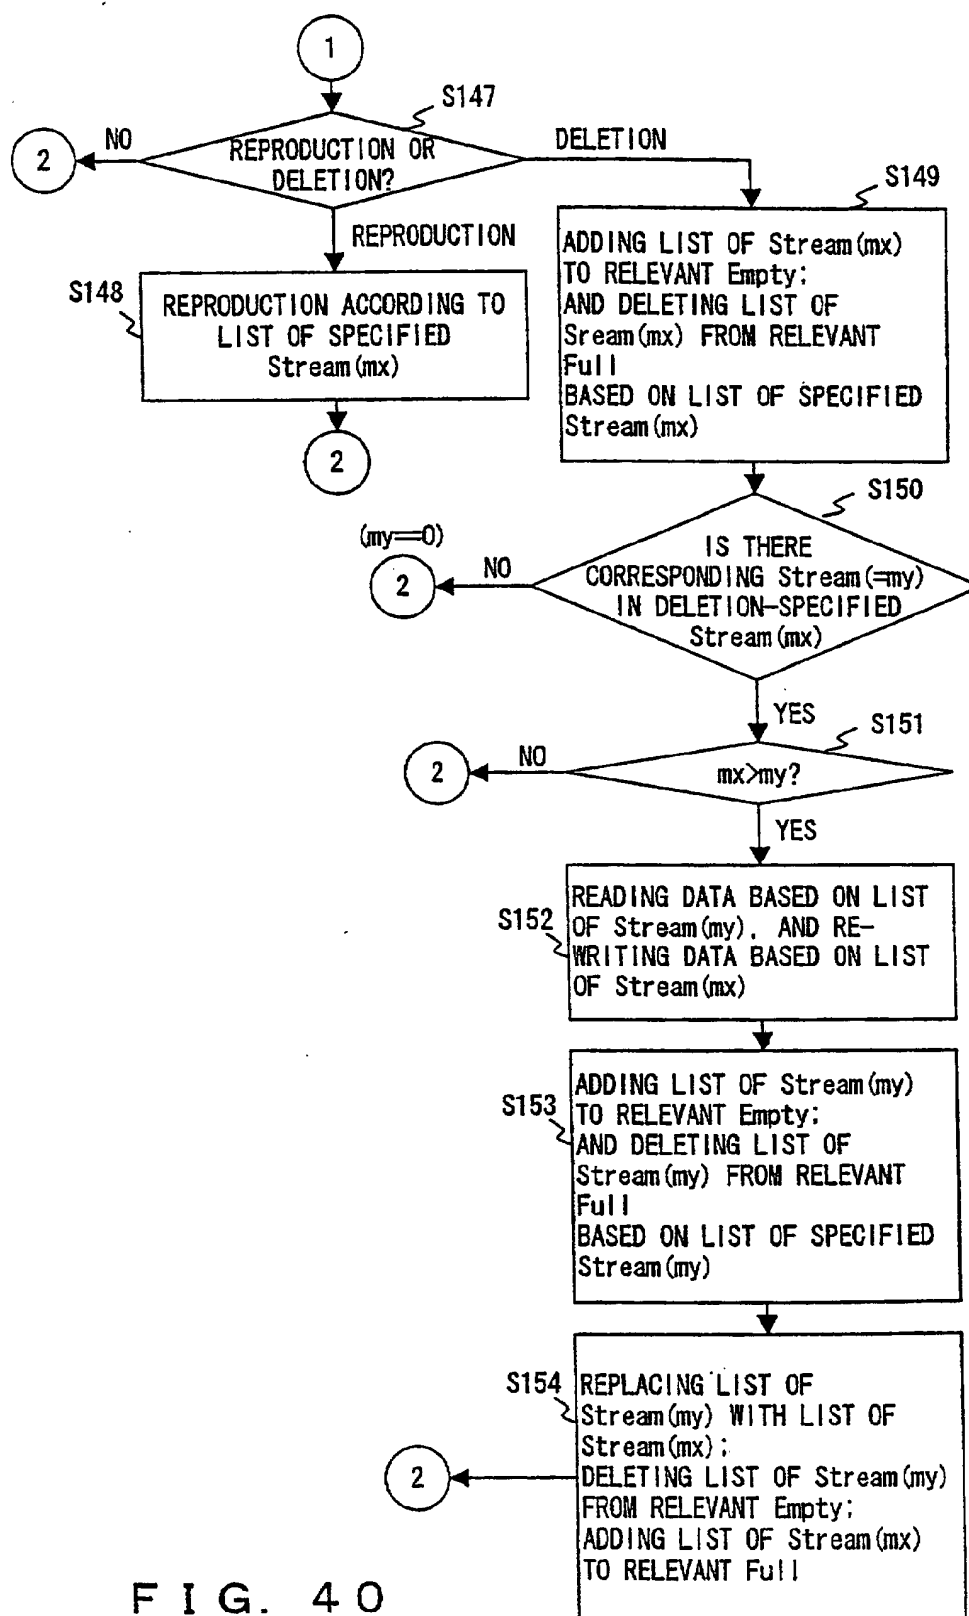 1
S147
NO
2
REPRODUCTION OR
DELETION?
DELETION
S149
REPRODUCTION
ADDING LIST OF Stream(mx)
TO RELEVANT Empty;
AND DELETING LIST OF
Sream(mx) FROM RELEVANT
Full
BASED ON LIST OF SPECIFIED
Stream(mx)
S148
REPRODUCTION ACCORDING TO
LIST OF SPECIFIED
Stream(mx)
2
S150
(my==0)
2
NO
IS THERE
CORRESPONDING Stream(=my)
IN DELETION-SPECIFIED
Stream(mx)
YES
S151
2
NO
mx>my?
YES
S152
READING DATA BASED ON LIST
OF Stream(my), AND RE-
WRITING DATA BASED ON LIST
OF Stream(mx)
S153
ADDING LIST OF Stream(my)
TO RELEVANT Empty;
AND DELETING LIST OF
Stream(my) FROM RELEVANT
Full
BASED ON LIST OF SPECIFIED
Stream(my)
S154
REPLACING LIST OF
Stream(my) WITH LIST OF
Stream(mx);
DELETING LIST OF Stream(my)
FROM RELEVANT Empty;
ADDING LIST OF Stream(mx)
TO RELEVANT Full
2
FIG. 40